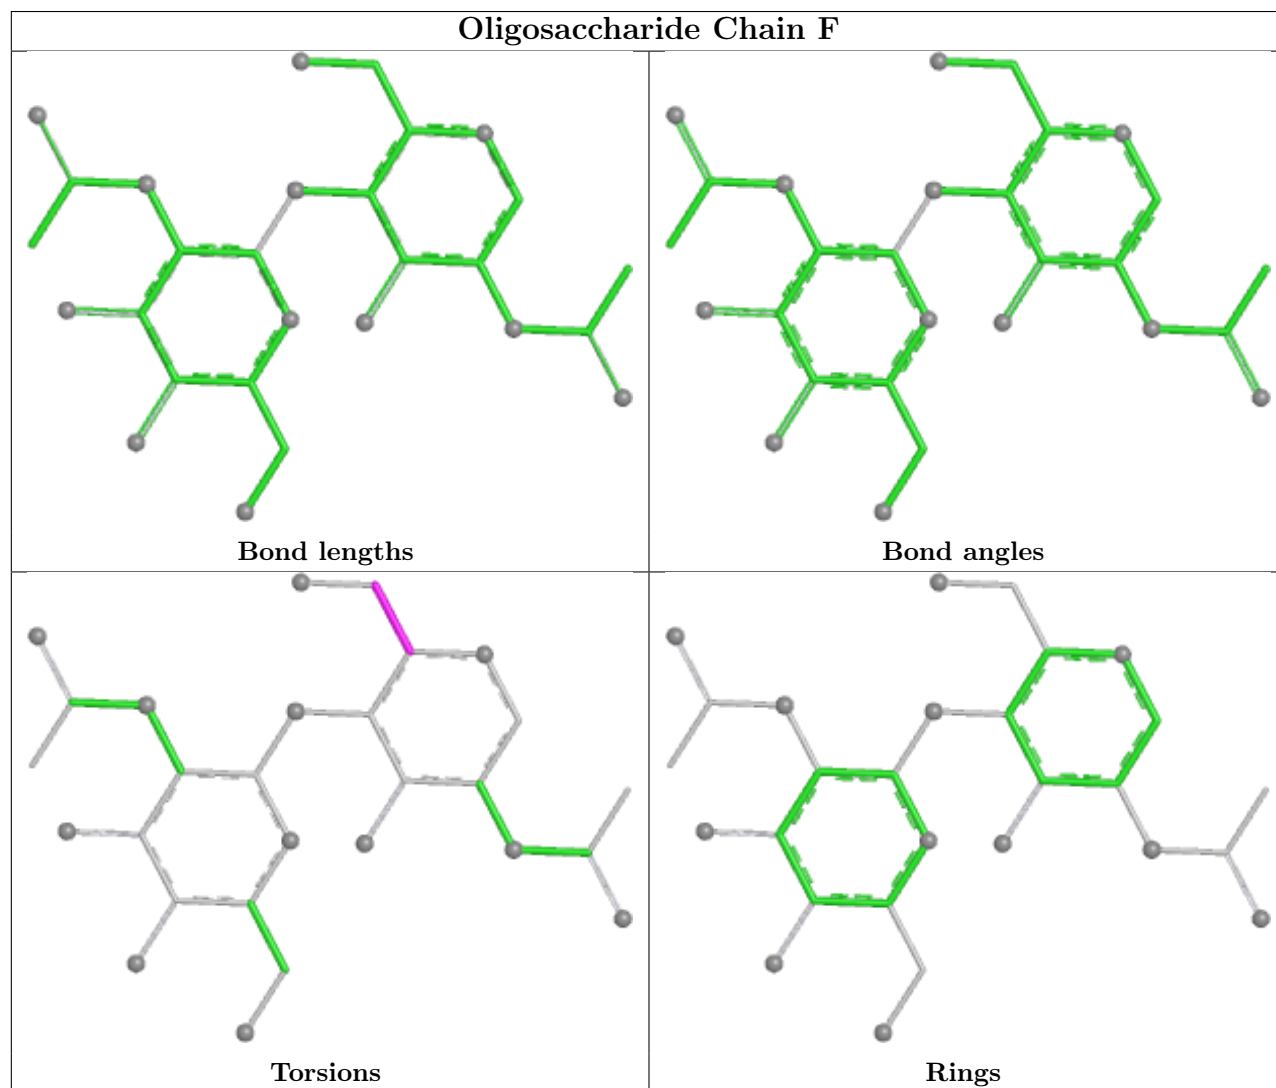 Oligosaccharide Chain F
Bond lengths
Bond angles
Torsions
Rings